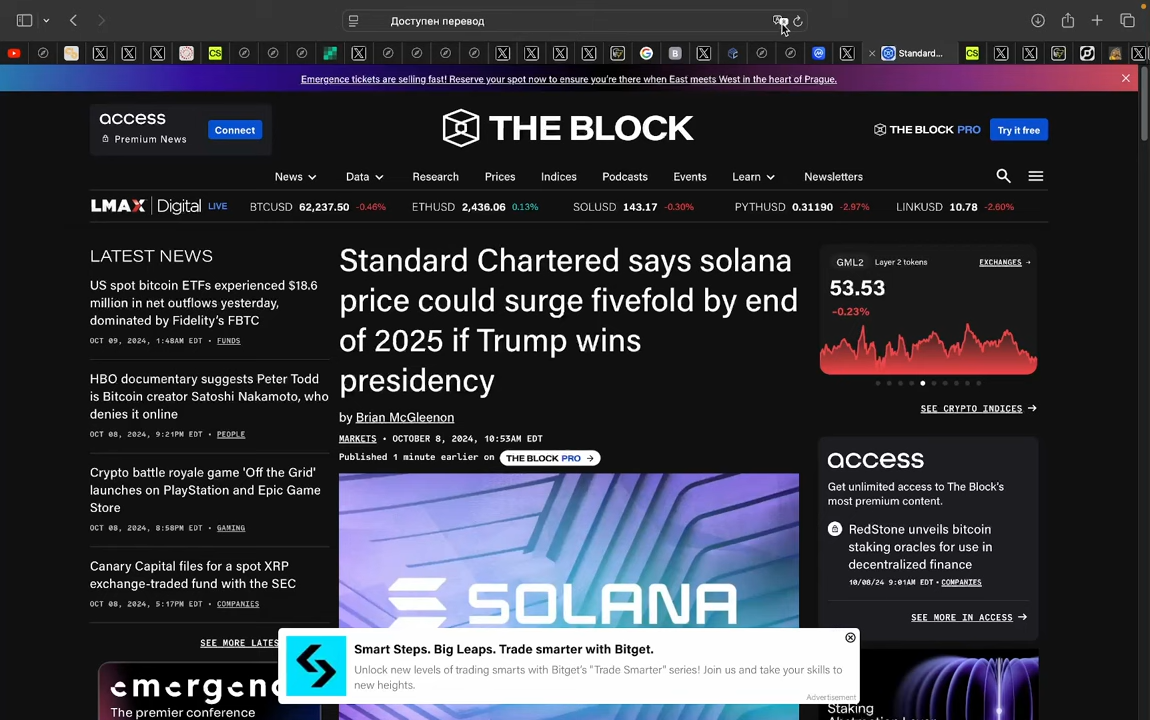 Доступен перевод
Standard...
Emergence tickets are selling fast! Reserve your spot now to ensure you're there when East meets West in the heart of Prague.
access
Premium News
Connect
THE BLOCK
THE BLOCK PRO
Try it free
News
Data
Research
Prices
Indices
Podcasts
Events
Learn
Newsletters
LMAX Digital LIVE
BTCUSD 62,237.50 -0.46%
ETHUSD 2,436.06 0.13%
SOLUSD 143.17 -0.30%
PYTHUSD 0.31190 -2.97%
LINKUSD 10.78 -2.60%
LATEST NEWS
US spot bitcoin ETFs experienced $18.6
million in net outflows yesterday,
dominated by Fidelity's FBTC
OCT 09, 2024, 1:48AM EDT • FUNDS
HBO documentary suggests Peter Todd
is Bitcoin creator Satoshi Nakamoto, who
denies it online
OCT 08, 2024, 9:21PM EDT • PEOPLE
Crypto battle royale game 'Off the Grid'
launches on PlayStation and Epic Game
Store
OCT 08, 2024, 8:58PM EDT • GAMING
Canary Capital files for a spot XRP
exchange-traded fund with the SEC
OCT 08, 2024, 5:17PM EDT • COMPANIES
SEE MORE LATES
emergenc
The premier conference
Standard Chartered says solana
price could surge fivefold by end
of 2025 if Trump wins
presidency
by Brian McGleenon
MARKETS • OCTOBER 8, 2024, 10:53AM EDT
Published 1 minute earlier on THE BLOCK PRO →
SOLANA
GML2 Layer 2 tokens EXCHANGES →
53.53
-0.23%
SEE CRYPTO INDICES →
access
Get unlimited access to The Block's
most premium content.
RedStone unveils bitcoin
staking oracles for use in
decentralized finance
10/08/24 9:01AM EDT • COMPANIES
SEE MORE IN ACCESS →
Staking
Smart Steps. Big Leaps. Trade smarter with Bitget.
Unlock new levels of trading smarts with Bitget's "Trade Smarter" series! Join us and take your skills to
new heights.
Advertisement